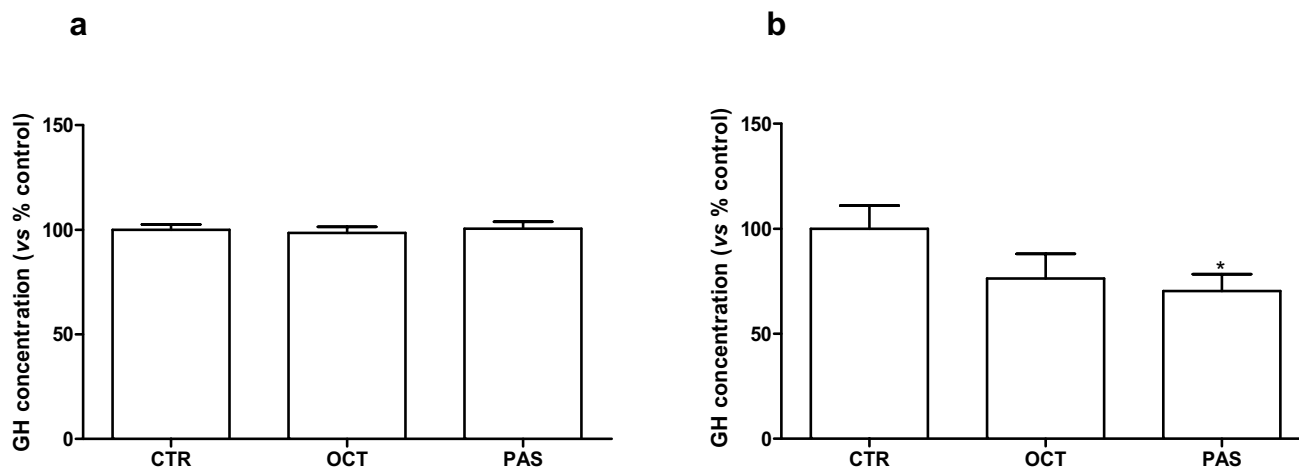 a
GH concentration (vs % control)
150
100
50
0
CTR OCT PAS
b
GH concentration (vs % control)
150
100
50
0
*
CTR OCT PAS